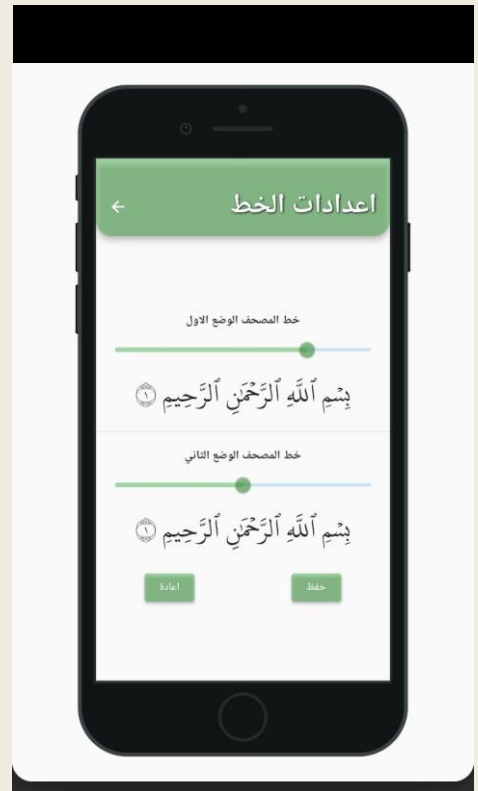 اعدادات الخط
خط المصحف الوضع الاول
بِسْمِ ٱللَّهِ ٱلرَّحْمَٰنِ ٱلرَّحِيمِ ١
خط المصحف الوضع الثاني
بِسْمِ ٱللَّهِ ٱلرَّحْمَٰنِ ٱلرَّحِيمِ ١
حفظ
اعادة